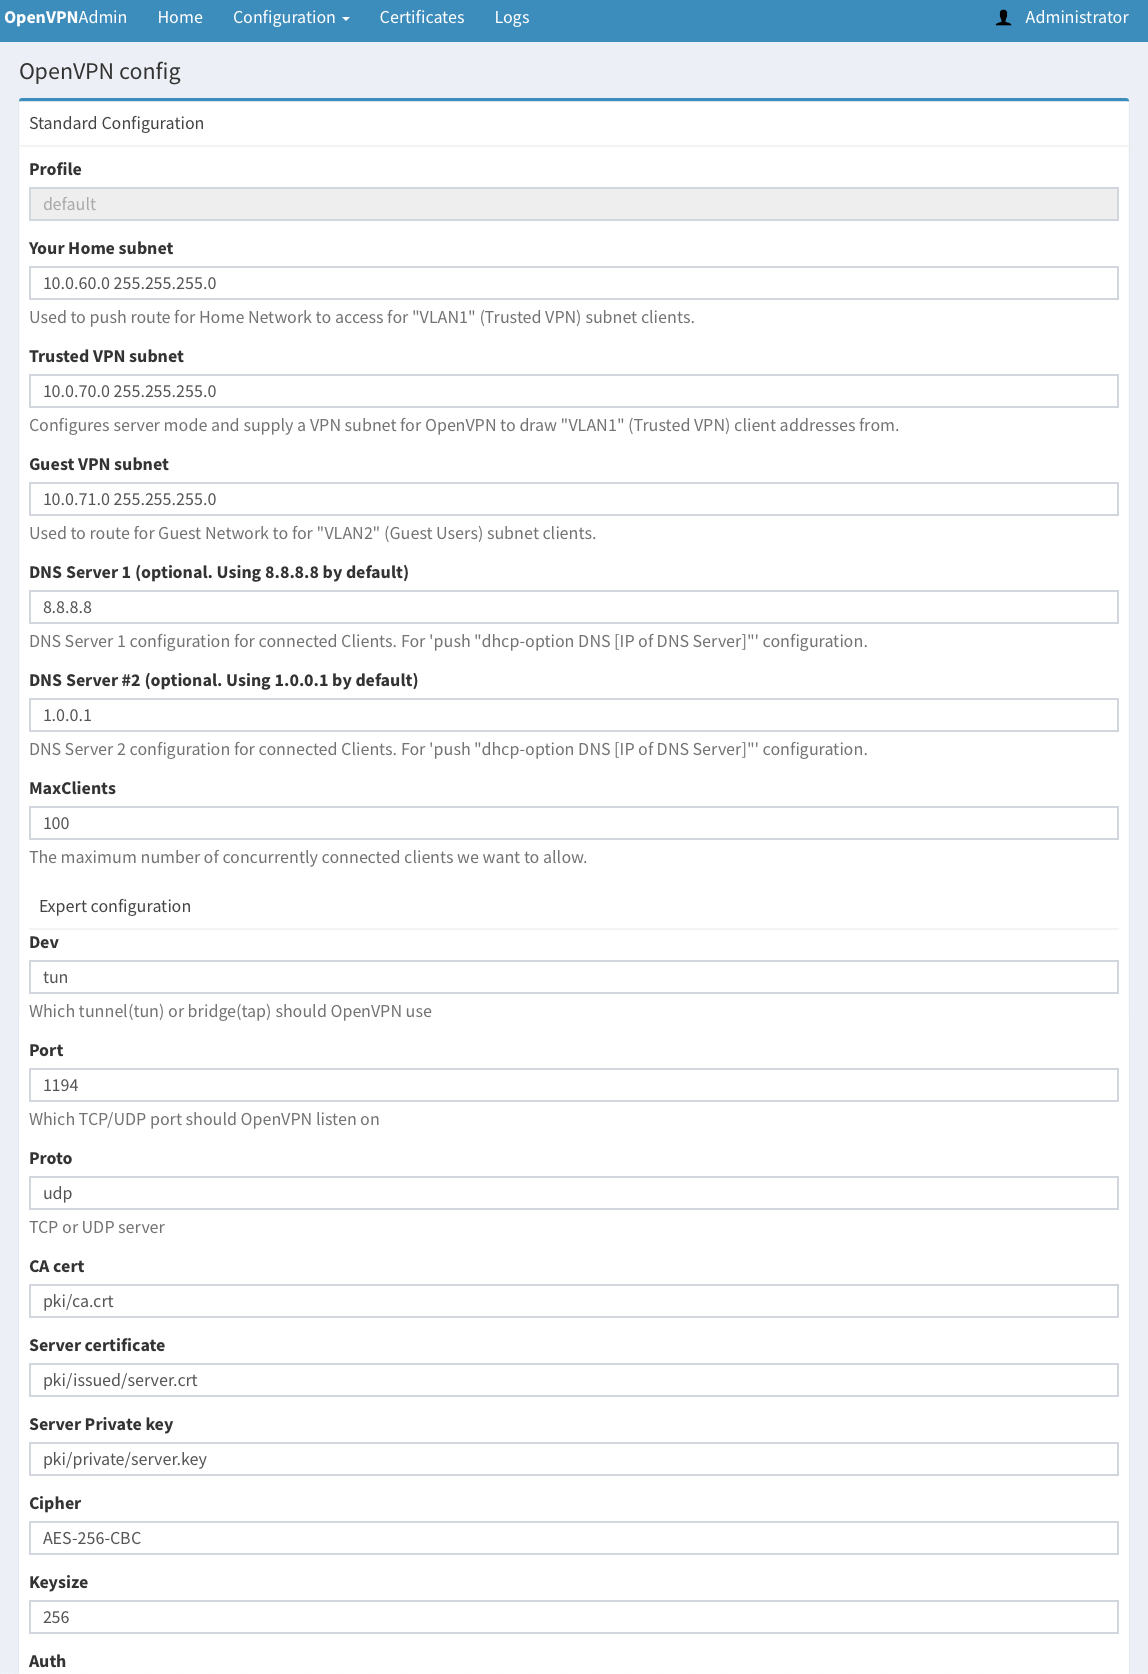 OpenVPNAdmin Home Configuration Certificates Logs Administrator
OpenVPN config
Standard Configuration
Profile
default
Your Home subnet
10.0.60.0 255.255.255.0
Used to push route for Home Network to access for "VLAN1" (Trusted VPN) subnet clients.
Trusted VPN subnet
10.0.70.0 255.255.255.0
Configures server mode and supply a VPN subnet for OpenVPN to draw "VLAN1" (Trusted VPN) client addresses from.
Guest VPN subnet
10.0.71.0 255.255.255.0
Used to route for Guest Network to for "VLAN2" (Guest Users) subnet clients.
DNS Server 1 (optional. Using 8.8.8.8 by default)
8.8.8.8
DNS Server 1 configuration for connected Clients. For 'push "dhcp-option DNS [IP of DNS Server]"' configuration.
DNS Server #2 (optional. Using 1.0.0.1 by default)
1.0.0.1
DNS Server 2 configuration for connected Clients. For 'push "dhcp-option DNS [IP of DNS Server]"' configuration.
MaxClients
100
The maximum number of concurrently connected clients we want to allow.
Expert configuration
Dev
tun
Which tunnel(tun) or bridge(tap) should OpenVPN use
Port
1194
Which TCP/UDP port should OpenVPN listen on
Proto
udp
TCP or UDP server
CA cert
pki/ca.crt
Server certificate
pki/issued/server.crt
Server Private key
pki/private/server.key
Cipher
AES-256-CBC
Keysize
256
Auth